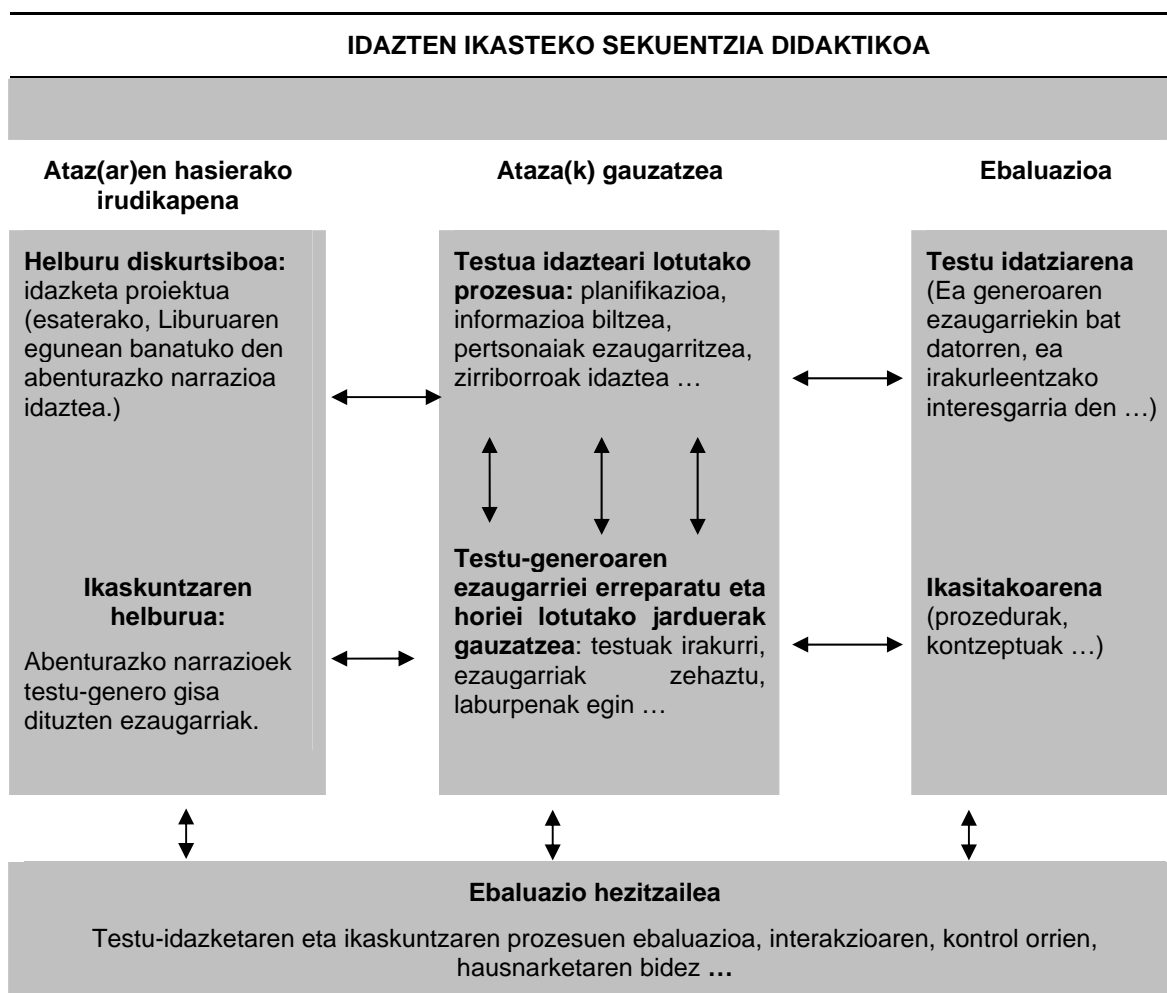 IDAZTEN IKASTEKO SEKUENTZIA DIDAKTIKOA
Ataz(ar)en hasierako
irudikapena
Helburu diskurtsiboa:
idazketa proiektua
(esaterako, Liburuaren
egunean banatuko den
abenturazko narrazioa
idaztea.)
Ikaskuntzaren
helburua:
Abenturazko narrazioek
testu-genero gisa
dituzten ezaugarriak.
Ataza(k) gauzatzea
Testua idazteari lotutako
prozesua: planifikazioa,
informazioa biltzea,
pertsonaiak ezaugarritzea,
zirriborroak idaztea …
Testu-generoaren
ezaugarriei erreparatu eta
horiei lotutako jarduerak
gauzatzea: testuak irakurri,
ezaugarriak zehaztu,
laburpenak egin …
Ebaluazioa
Testu idatziarena
(Ea generoaren
ezaugarriekin bat
datorren, ea
irakurleentzako
interesgarria den …)
Ikasitakoarena
(prozedurak,
kontzeptuak …)
Ebaluazio hezitzailea
Testu-idazketaren eta ikaskuntzaren prozesuen ebaluazioa, interakzioaren, kontrol orrien,
hausnarketaren bidez …